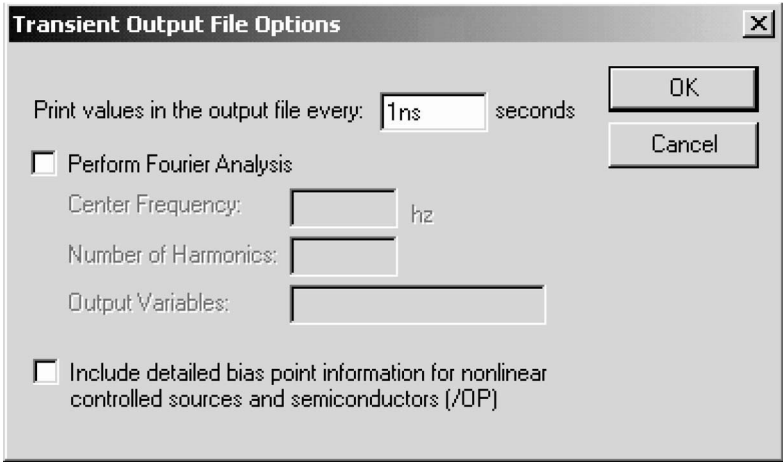 Transient Output File Options
OK
Print values in the output file every: 1ns seconds
Cancel
Perform Fourier Analysis
Center Frequency: hz
Number of Harmonics:
Output Variables:
Include detailed bias point information for nonlinear
controlled sources and semiconductors (/OP)